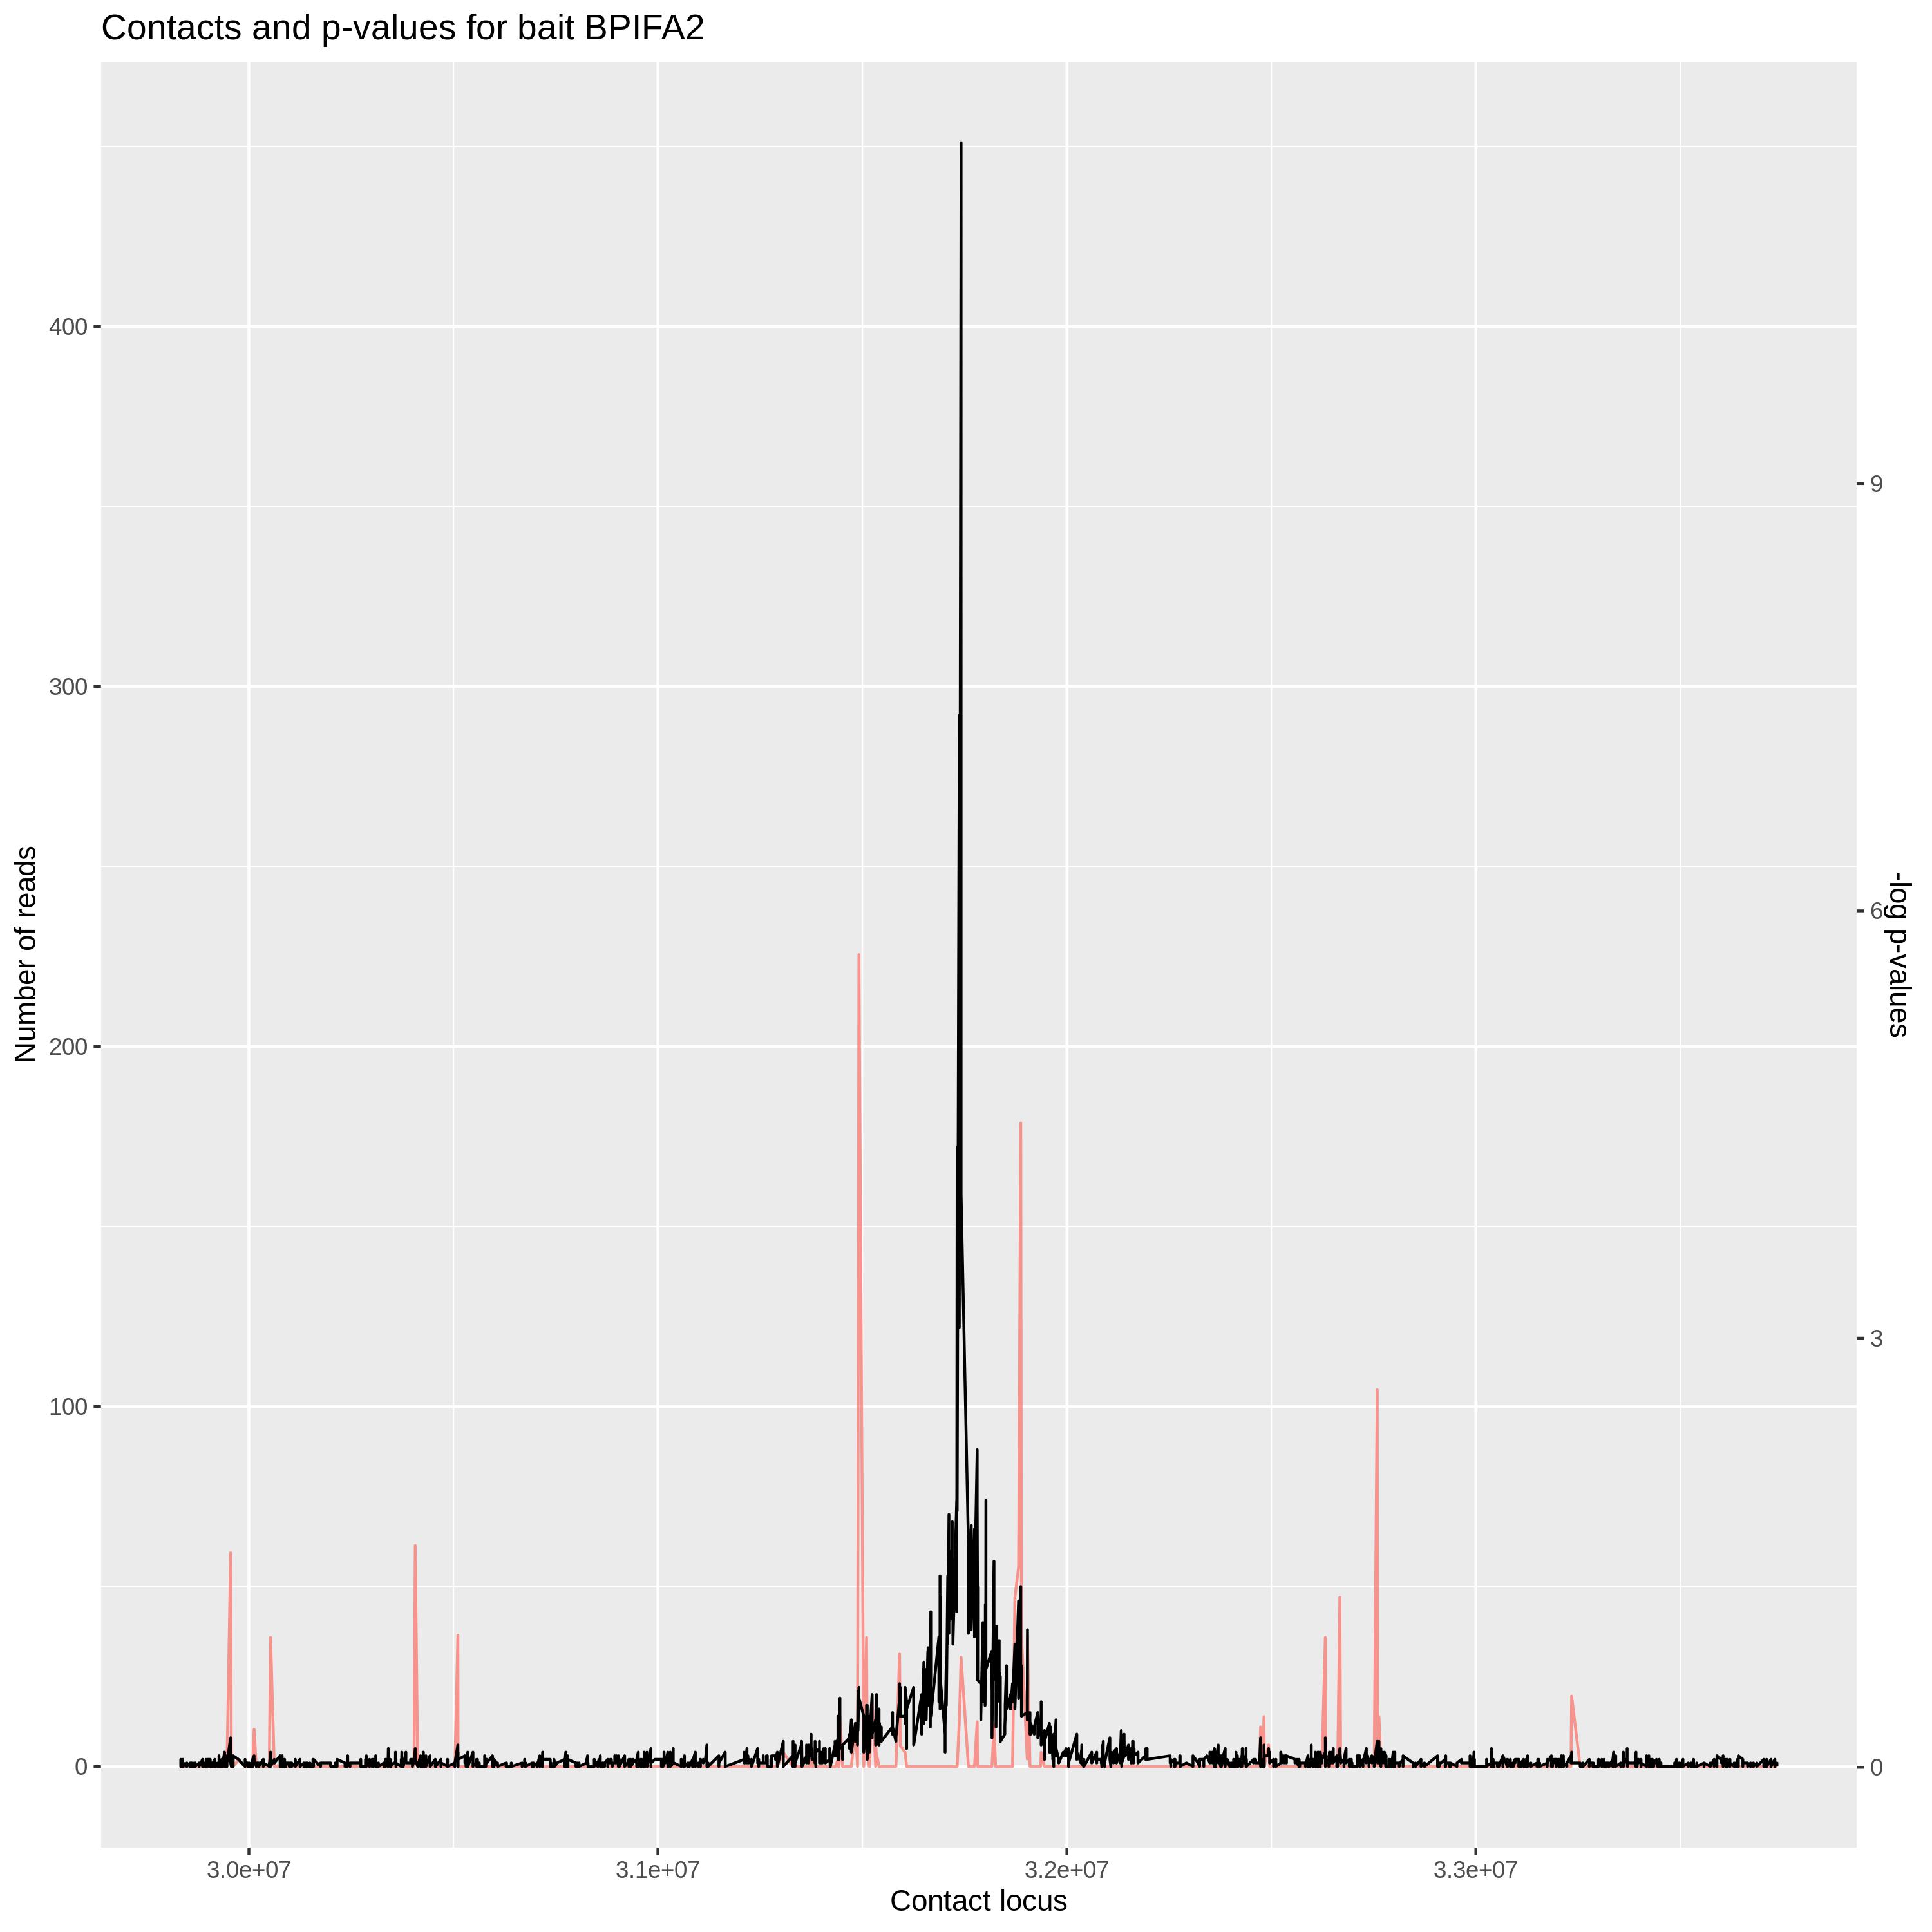 Contacts and p-values for bait BPIFA2
Number of reads
400
300
200
100
0
9
6
3
0
-log p-values
3.0e+07 3.1e+07 3.2e+07 3.3e+07
Contact locus